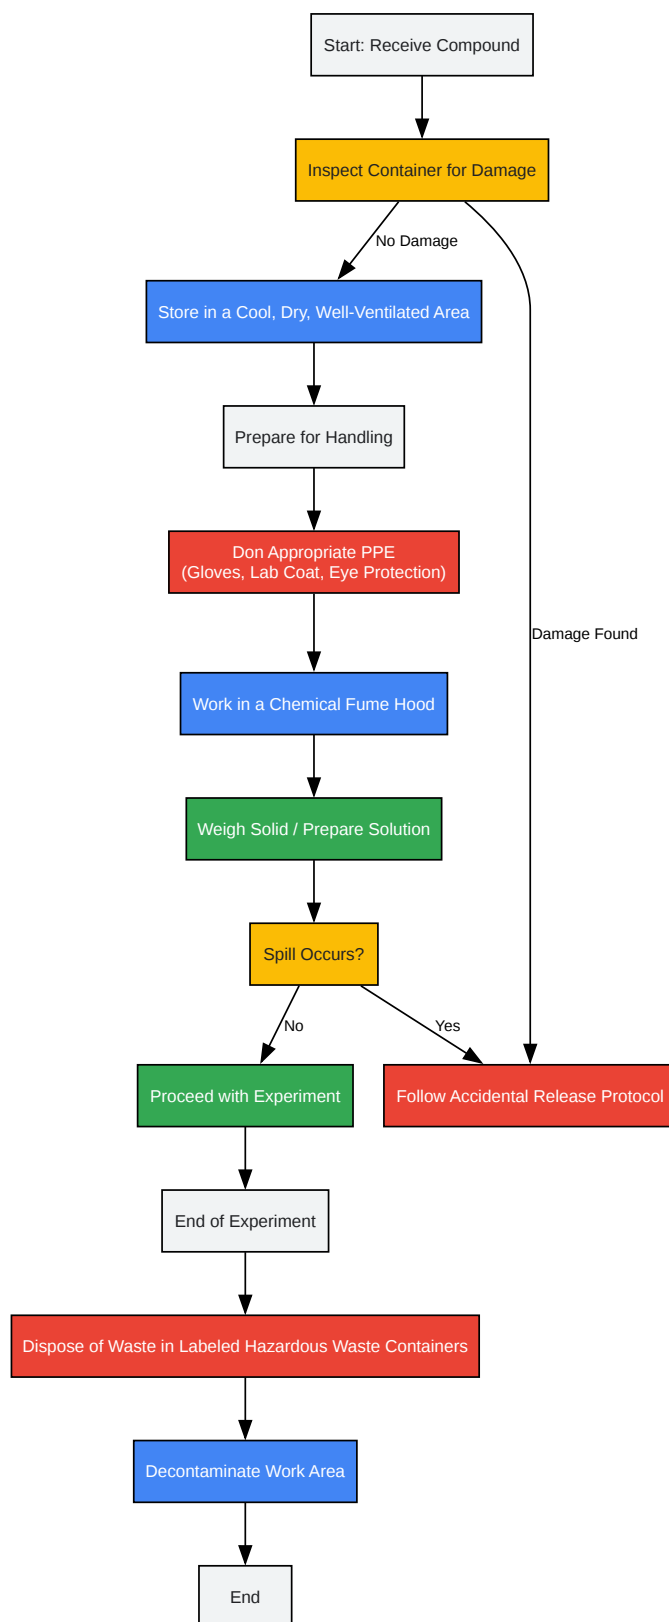 Start: Receive Compound
Inspect Container for Damage
No Damage
Store in a Cool, Dry, Well-Ventilated Area
Prepare for Handling
Don Appropriate PPE
(Gloves, Lab Coat, Eye Protection)
Damage Found
Work in a Chemical Fume Hood
Weigh Solid / Prepare Solution
Spill Occurs?
No
Yes
Proceed with Experiment
Follow Accidental Release Protocol
End of Experiment
Dispose of Waste in Labeled Hazardous Waste Containers
Decontaminate Work Area
End